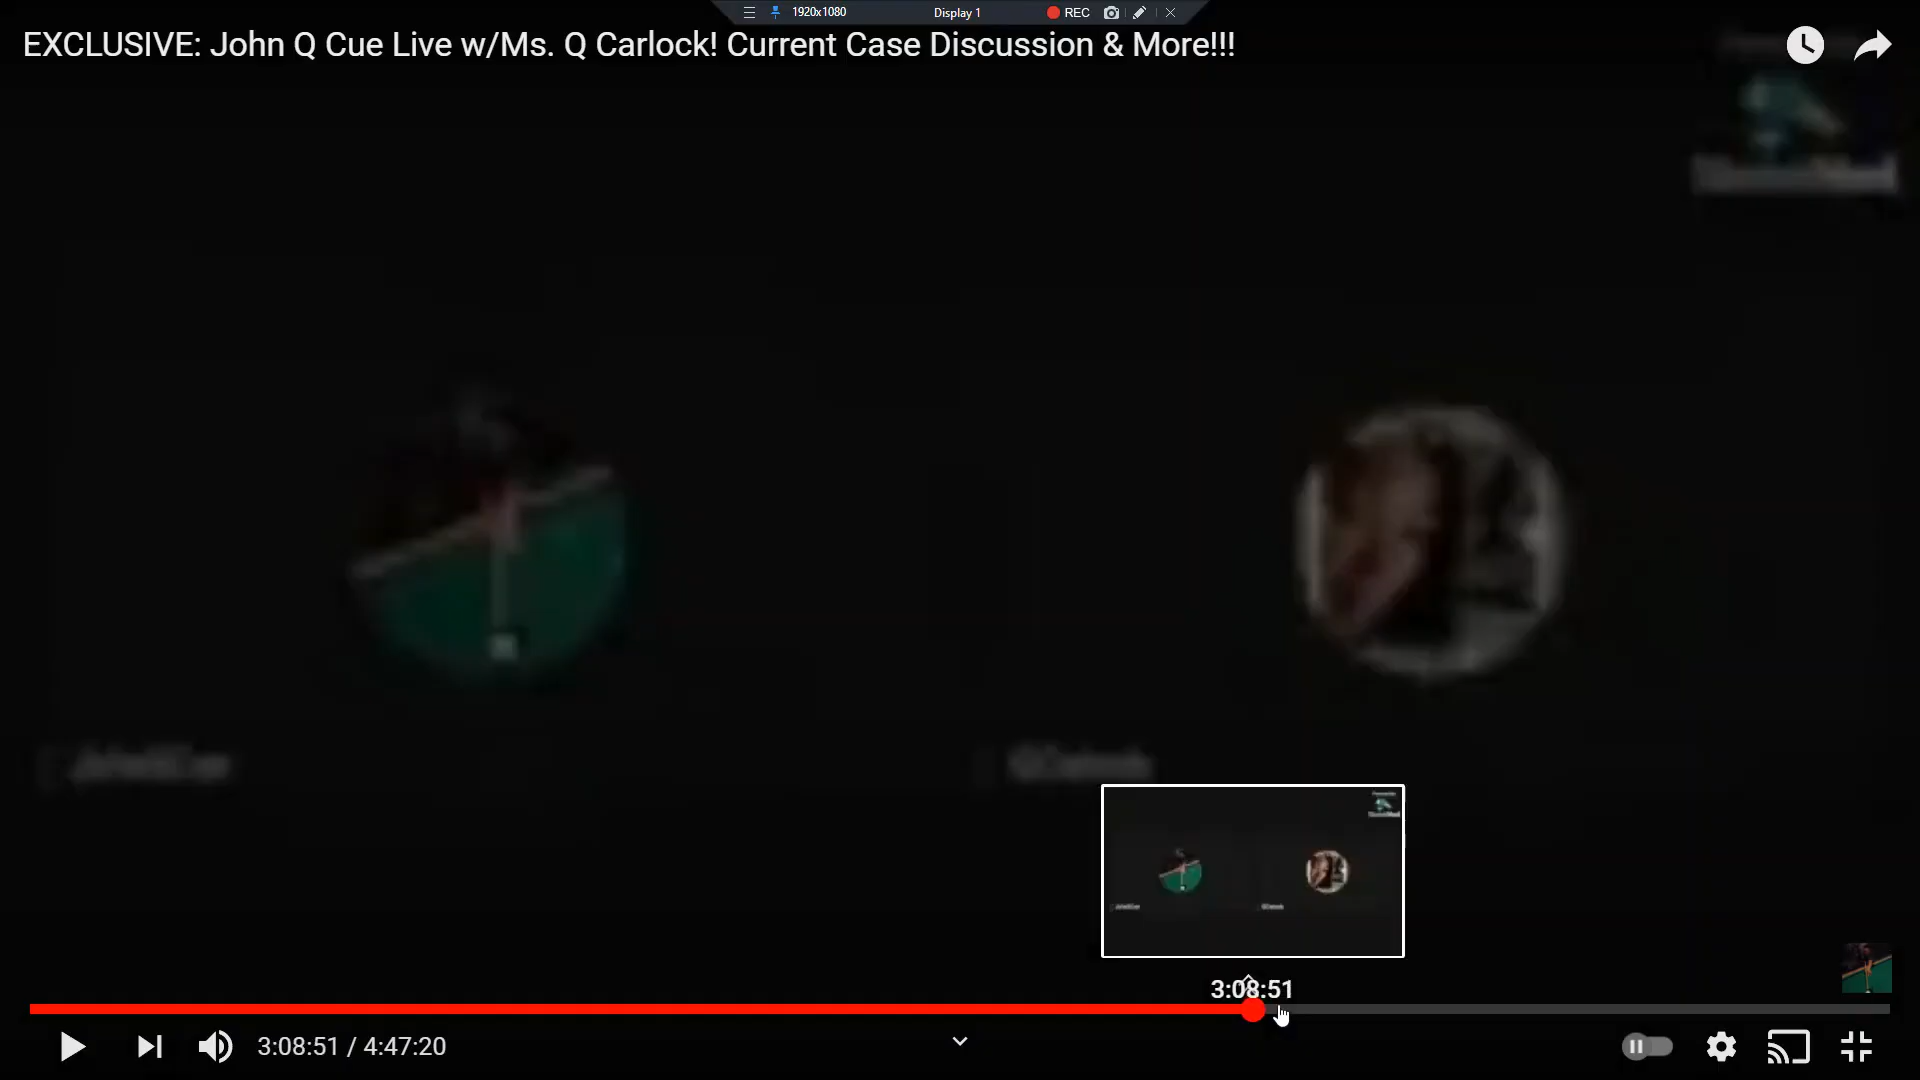 1920x1080 Display 1 REC
EXCLUSIVE: John Q Cue Live w/Ms. Q Carlock! Current Case Discussion & More!!!
3:08:51
3:08:51 / 4:47:20